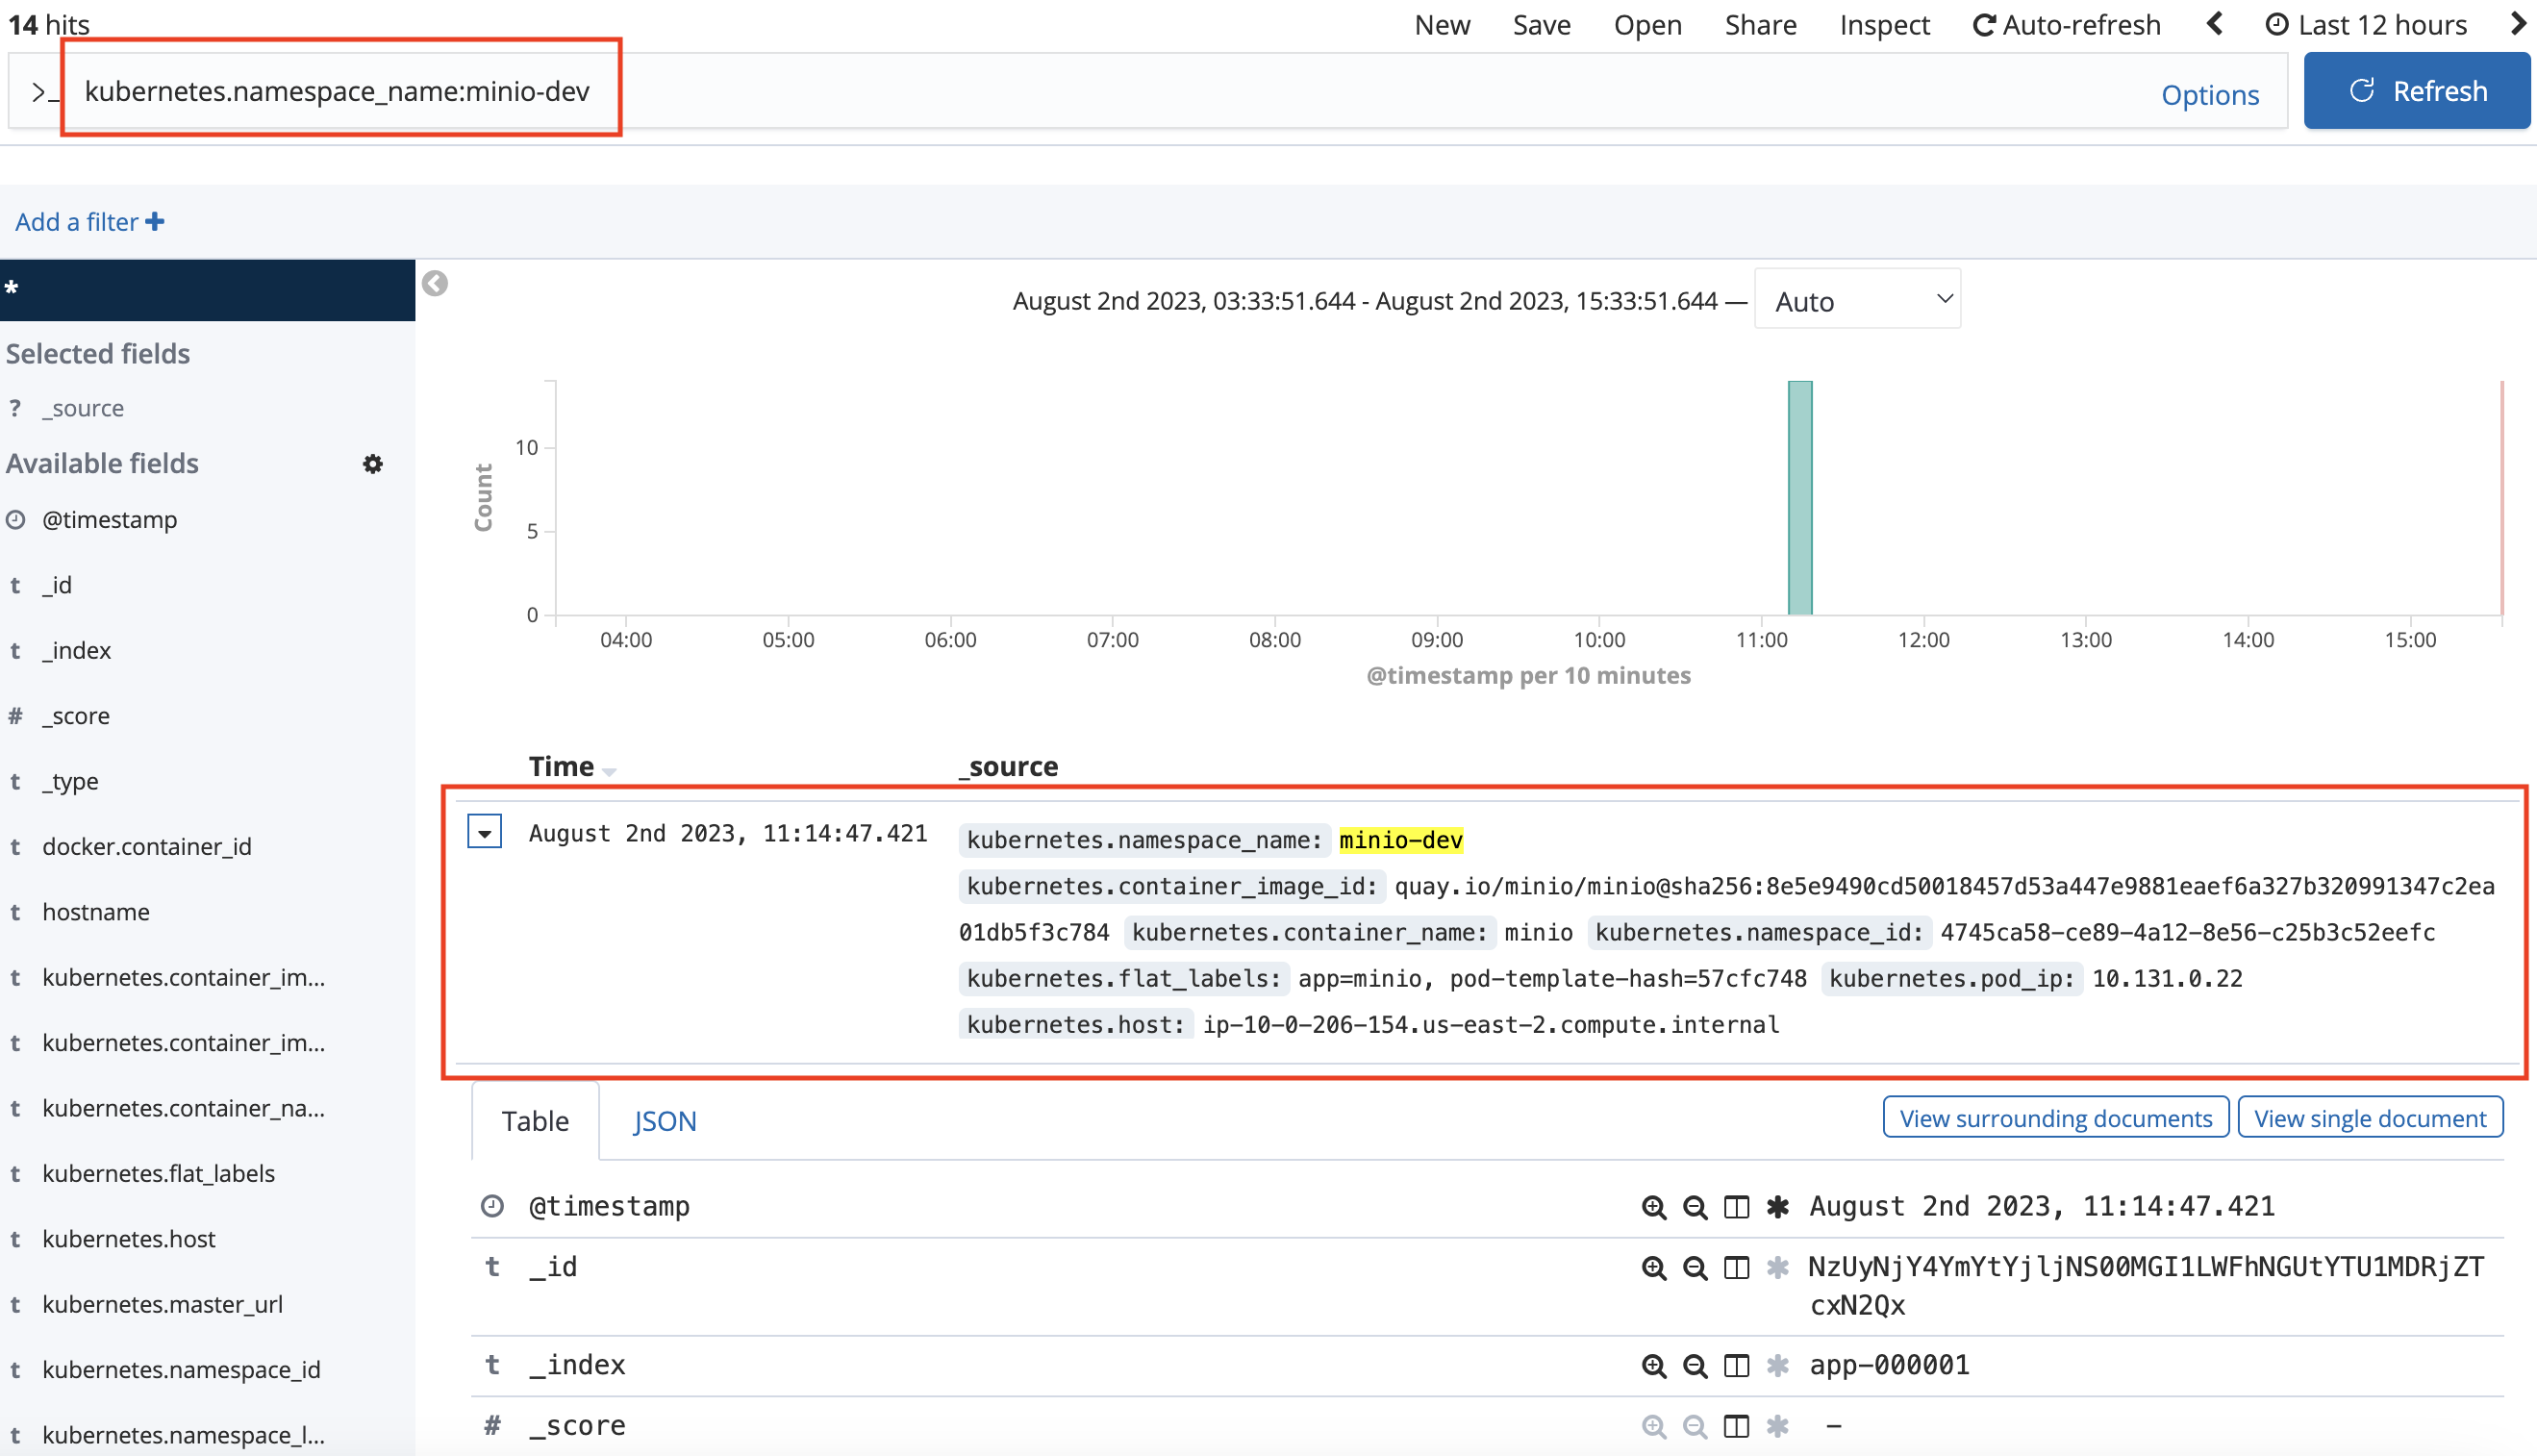 14 hits
New Save Open Share Inspect Auto-refresh Last 12 hours
>_ kubernetes.namespace_name:minio-dev Options Refresh
Add a filter +
*
Selected fields
? _source
Available fields
@timestamp
t _id
t _index
# _score
t _type
t docker.container_id
t hostname
t kubernetes.container_im...
t kubernetes.container_im...
t kubernetes.container_na...
t kubernetes.flat_labels
t kubernetes.host
t kubernetes.master_url
t kubernetes.namespace_id
t kubernetes.namespace_l...
August 2nd 2023, 03:33:51.644 - August 2nd 2023, 15:33:51.644 — Auto
Count
10
5
0
04:00 05:00 06:00 07:00 08:00 09:00 10:00 11:00 12:00 13:00 14:00 15:00
@timestamp per 10 minutes
Time _source
August 2nd 2023, 11:14:47.421 kubernetes.namespace_name: minio-dev
kubernetes.container_image_id: quay.io/minio/minio@sha256:8e5e9490cd50018457d53a447e9881eaef6a327b320991347c2ea
01db5f3c784 kubernetes.container_name: minio kubernetes.namespace_id: 4745ca58-ce89-4a12-8e56-c25b3c52eefc
kubernetes.flat_labels: app=minio, pod-template-hash=57cfc748 kubernetes.pod_ip: 10.131.0.22
kubernetes.host: ip-10-0-206-154.us-east-2.compute.internal
Table JSON View surrounding documents View single document
@timestamp August 2nd 2023, 11:14:47.421
t _id NzUyNjY4YmYtYjljNS00MGI1LWFhNGUtYTU1MDRjZT
cxN2Qx
t _index app-000001
# _score -